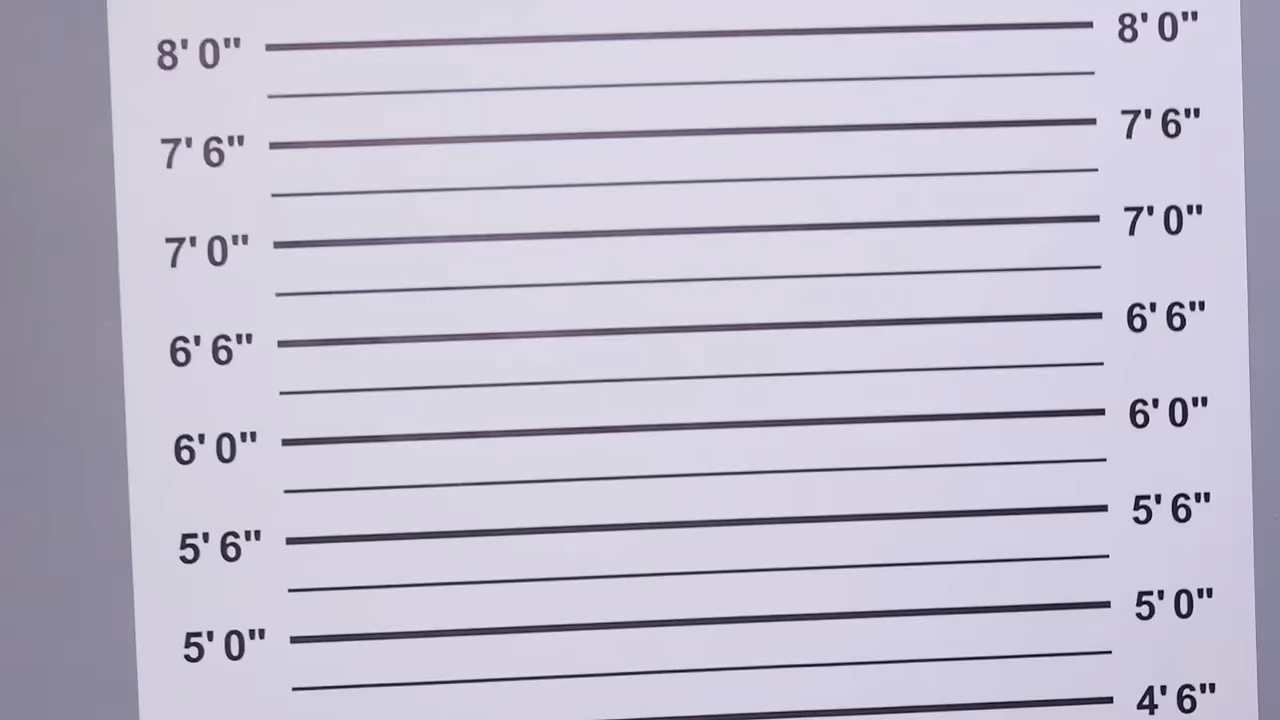 8' 0" 8' 0"
7' 6" 7' 6"
7' 0" 7' 0"
6' 6" 6' 6"
6' 0" 6' 0"
5' 6" 5' 6"
5' 0" 5' 0"
4' 6"